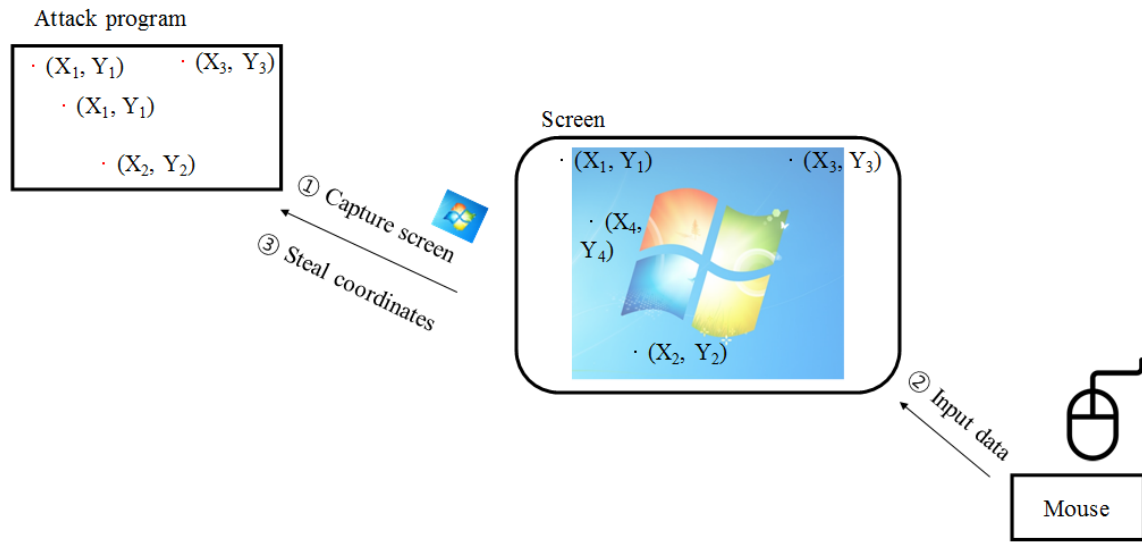 Attack program
(X₁, Y₁)
(X₃, Y₃)
(X₁, Y₁)
(X₂, Y₂)
① Capture screen
③ Steal coordinates
Screen
(X₁, Y₁)
(X₃, Y₃)
(X₄,
Y₄)
(X₂, Y₂)
② Input data
Mouse